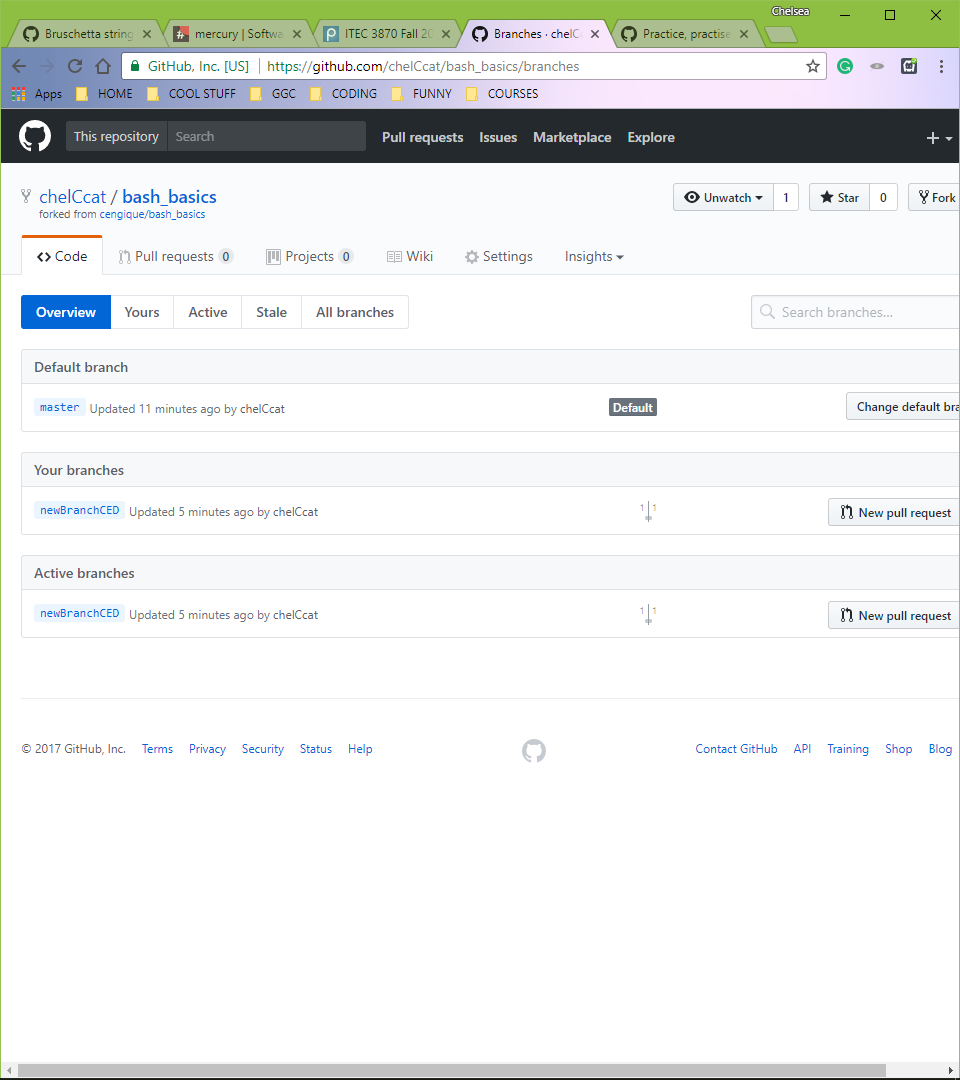 Chelsea
Bruschetta string
mercury | Softwa
ITEC 3870 Fall 20
Branches · chelCc
Practice, practise
GitHub, Inc. [US] https://github.com/chelCcat/bash_basics/branches
Apps HOME COOL STUFF GGC CODING FUNNY COURSES
This repository Search Pull requests Issues Marketplace Explore
chelCcat / bash_basics
forked from cengique/bash_basics
Unwatch 1 Star 0 Fork
Code Pull requests 0 Projects 0 Wiki Settings Insights
Overview Yours Active Stale All branches Search branches...
Default branch
master Updated 11 minutes ago by chelCcat Default Change default bra
Your branches
newBranchCED Updated 5 minutes ago by chelCcat 1 1 New pull request
Active branches
newBranchCED Updated 5 minutes ago by chelCcat 1 1 New pull request
© 2017 GitHub, Inc. Terms Privacy Security Status Help Contact GitHub API Training Shop Blog